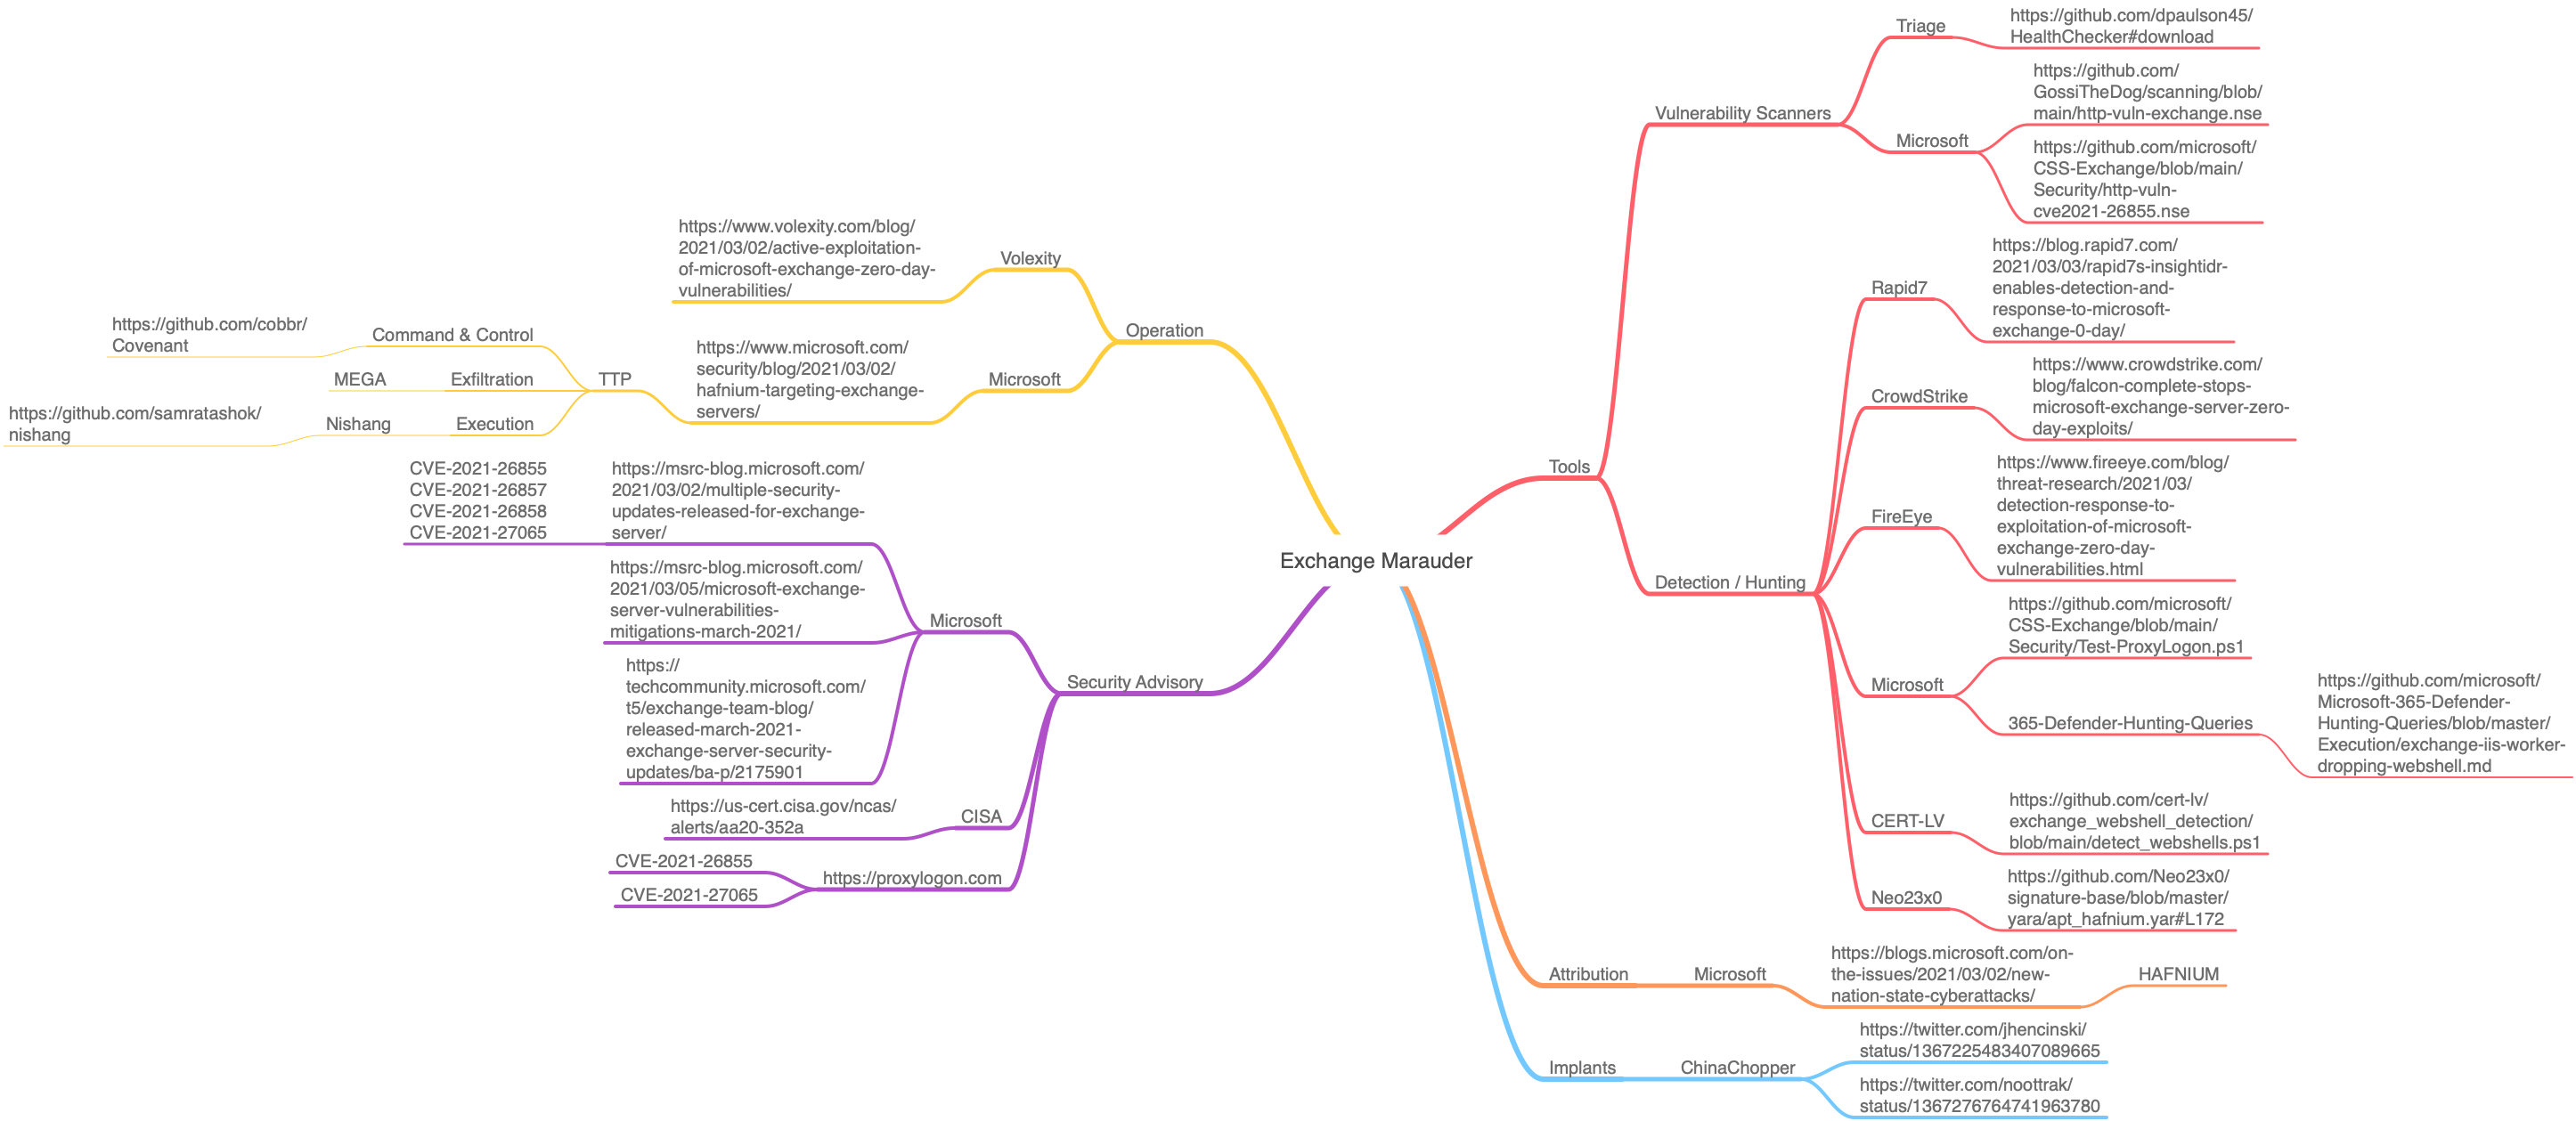 Exchange Marauder
Operation
Volexity
https://www.volexity.com/blog/
2021/03/02/active-exploitation-
of-microsoft-exchange-zero-day-
vulnerabilities/
Microsoft
https://www.microsoft.com/
security/blog/2021/03/02/
hafnium-targeting-exchange-
servers/
TTP
Command & Control
https://github.com/cobbr/
Covenant
Exfiltration
MEGA
Execution
Nishang
https://github.com/samratashok/
nishang
Security Advisory
Microsoft
https://msrc-blog.microsoft.com/
2021/03/02/multiple-security-
updates-released-for-exchange-
server/
CVE-2021-26855
CVE-2021-26857
CVE-2021-26858
CVE-2021-27065
https://msrc-blog.microsoft.com/
2021/03/05/microsoft-exchange-
server-vulnerabilities-
mitigations-march-2021/
https://
techcommunity.microsoft.com/
t5/exchange-team-blog/
released-march-2021-
exchange-server-security-
updates/ba-p/2175901
CISA
https://us-cert.cisa.gov/ncas/
alerts/aa20-352a
https://proxylogon.com
CVE-2021-26855
CVE-2021-27065
Tools
Vulnerability Scanners
Triage
https://github.com/dpaulson45/
HealthChecker#download
Microsoft
https://github.com/
GossiTheDog/scanning/blob/
main/http-vuln-exchange.nse
https://github.com/microsoft/
CSS-Exchange/blob/main/
Security/http-vuln-
cve2021-26855.nse
Detection / Hunting
Rapid7
https://blog.rapid7.com/
2021/03/03/rapid7s-insightidr-
enables-detection-and-
response-to-microsoft-
exchange-0-day/
CrowdStrike
https://www.crowdstrike.com/
blog/falcon-complete-stops-
microsoft-exchange-server-zero-
day-exploits/
FireEye
https://www.fireeye.com/blog/
threat-research/2021/03/
detection-response-to-
exploitation-of-microsoft-
exchange-zero-day-
vulnerabilities.html
Microsoft
https://github.com/microsoft/
CSS-Exchange/blob/main/
Security/Test-ProxyLogon.ps1
365-Defender-Hunting-Queries
https://github.com/microsoft/
Microsoft-365-Defender-
Hunting-Queries/blob/master/
Execution/exchange-iis-worker-
dropping-webshell.md
CERT-LV
https://github.com/cert-lv/
exchange_webshell_detection/
blob/main/detect_webshells.ps1
Neo23x0
https://github.com/Neo23x0/
signature-base/blob/master/
yara/apt_hafnium.yar#L172
Attribution
Microsoft
https://blogs.microsoft.com/on-
the-issues/2021/03/02/new-
nation-state-cyberattacks/
HAFNIUM
Implants
ChinaChopper
https://twitter.com/jhencinski/
status/1367225483407089665
https://twitter.com/noottrak/
status/1367276764741963780